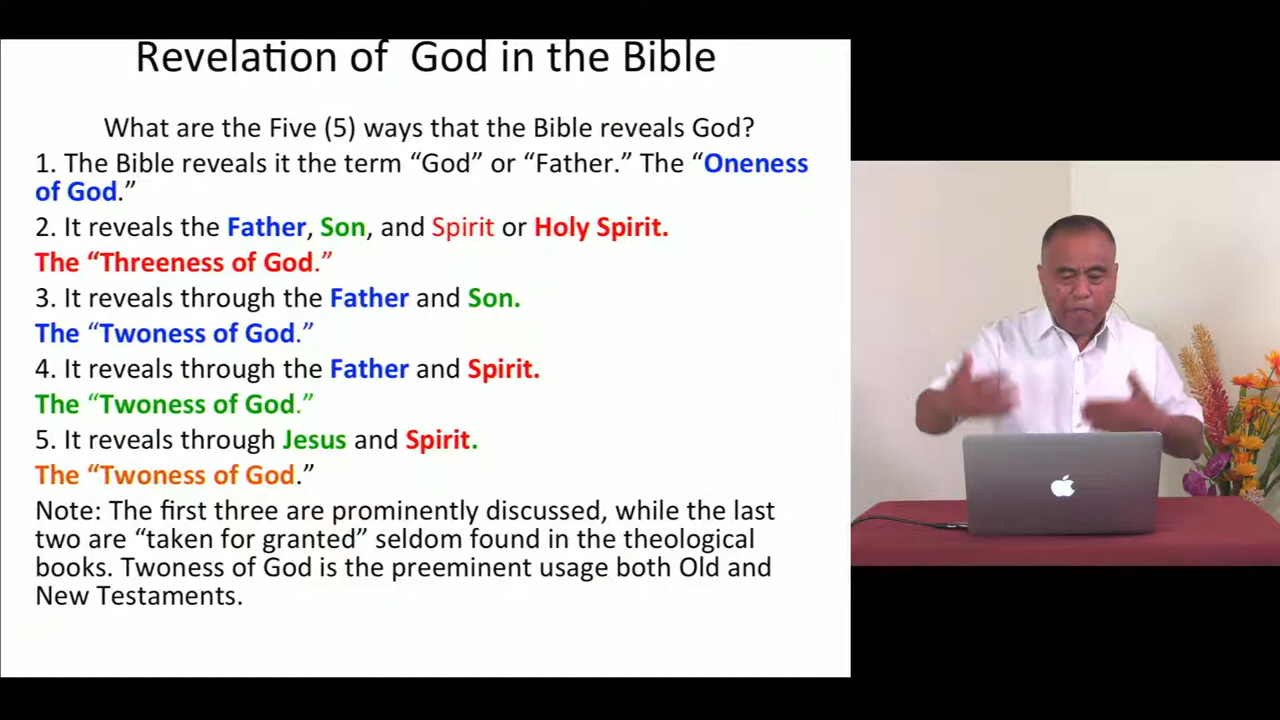 Revelation of God in the Bible
What are the Five (5) ways that the Bible reveals God?
1. The Bible reveals it the term “God” or “Father.” The “Oneness
of God.”
2. It reveals the Father, Son, and Spirit or Holy Spirit.
The “Threeness of God.”
3. It reveals through the Father and Son.
The “Twoness of God.”
4. It reveals through the Father and Spirit.
The “Twoness of God.”
5. It reveals through Jesus and Spirit.
The “Twoness of God.”
Note: The first three are prominently discussed, while the last
two are “taken for granted” seldom found in the theological
books. Twoness of God is the preeminent usage both Old and
New Testaments.